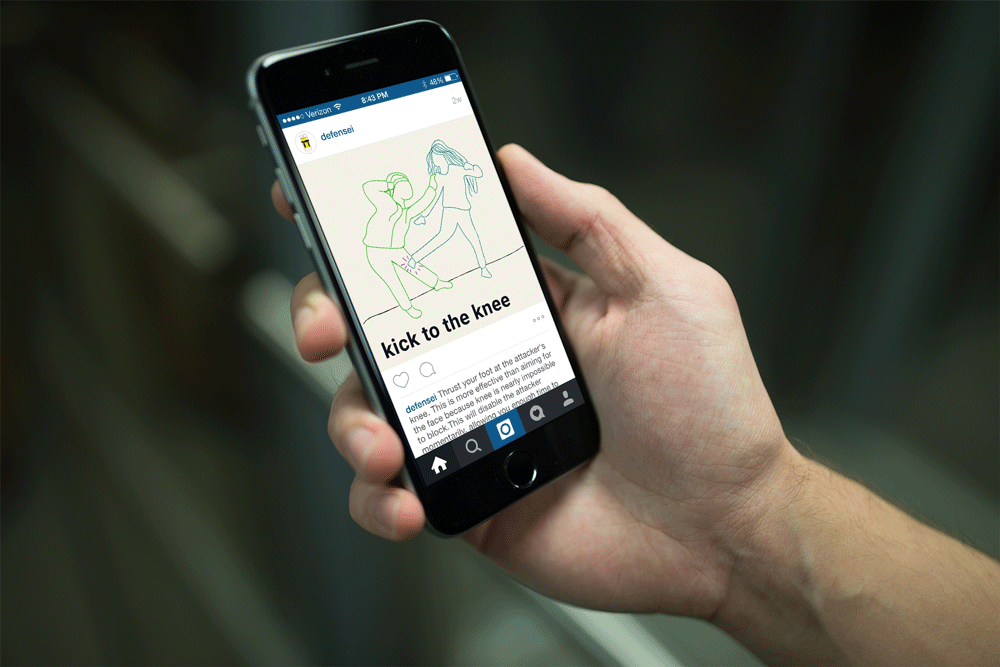 Verizon 8:43 PM 48%
defensei 2w
kick to the knee
defensei Thrust your foot at the attacker's
knee. This is more effective than aiming for
the face because knee is nearly impossible
to block.This will disable the attacker
momentarily, allowing you enough time to